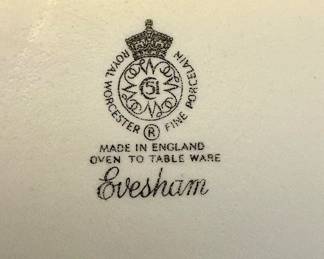 ROYAL WORCESTER ® FINE PORCELAIN
51
MADE IN ENGLAND
OVEN TO TABLE WARE
Evesham